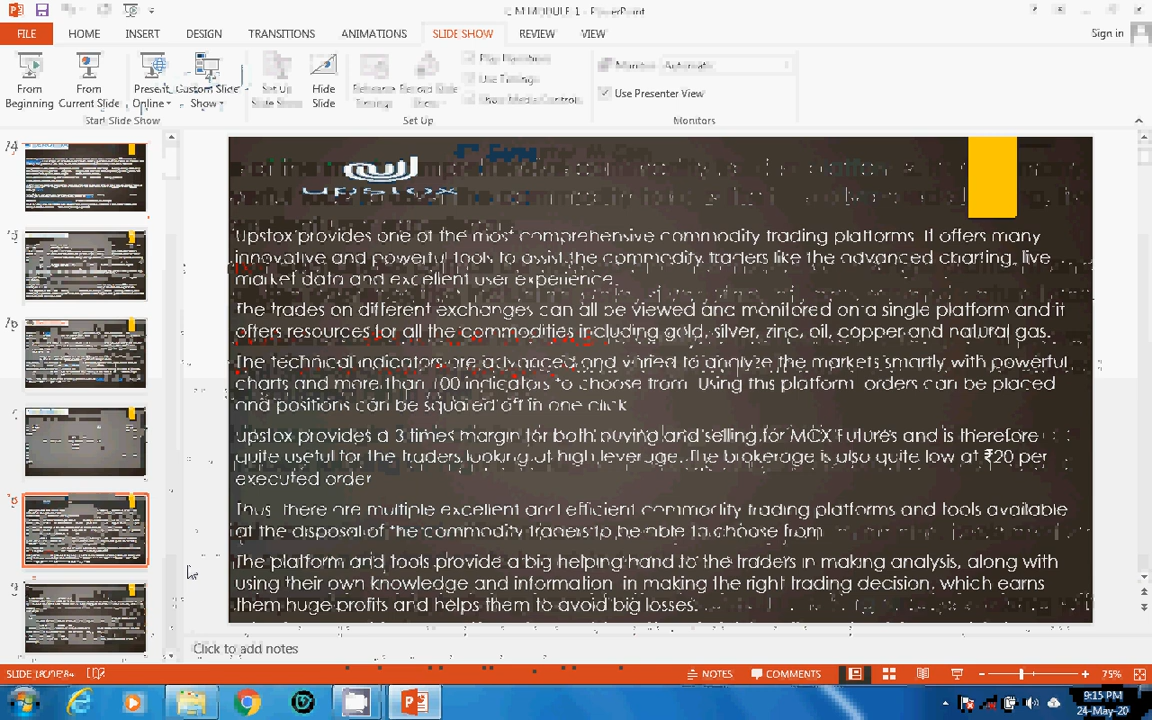 MODULE 1 - PowerPoint
FILE HOME INSERT DESIGN TRANSITIONS ANIMATIONS SLIDE SHOW REVIEW VIEW Sign in
From Beginning
From Current Slide
Present Online
Custom Slide Show
Set Up
Hide Slide
Use Timings
Automatic
Use Presenter View
Start Slide Show Set Up Monitors
upstox
Upstox provides one of the most comprehensive commodity trading platforms. It offers many
innovative and powerful tools to assist the commodity traders like the advanced charting, live
market data and excellent user experience.
The trades on different exchanges can all be viewed and monitored on a single platform and it
offers resources for all the commodities including gold, silver, zinc, oil, copper and natural gas.
The technical indicators are advanced and varied to analyze the markets smartly with powerful
charts and more than 100 indicators to choose from. Using this platform, orders can be placed
and positions can be squared off in one click.
Upstox provides a 3 times margin for both buying and selling for MCX Futures and is therefore
quite useful for the traders looking at high leverage. The brokerage is also quite low at ₹20 per
executed order
Thus, there are multiple excellent and efficient commodity trading platforms and tools available
at the disposal of the commodity traders to be able to choose from
The platform and tools provide a big helping hand to the traders in making analysis, along with
using their own knowledge and information in making the right trading decision, which earns
them huge profits and helps them to avoid big losses.
Click to add notes
SLIDE NOTES COMMENTS 75%
9:15 PM
24-May-20